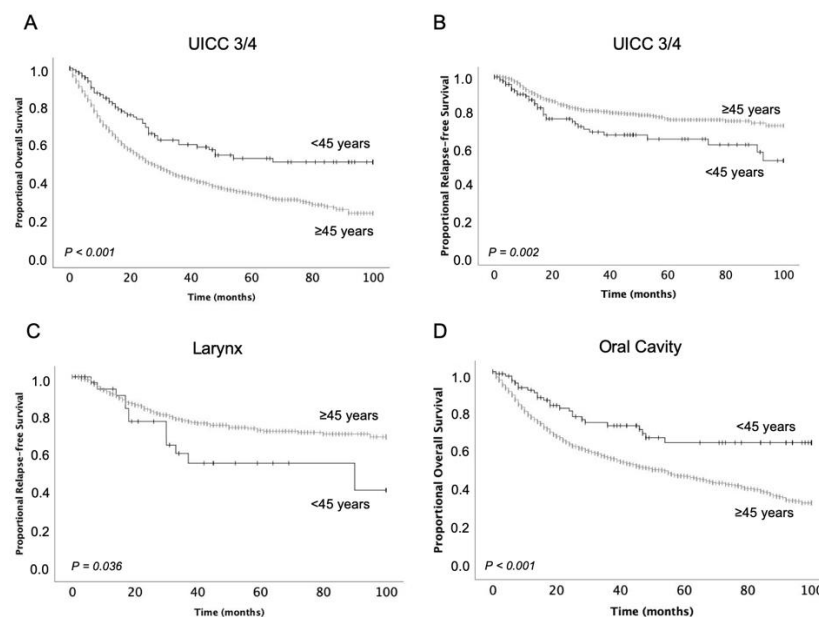 A
UICC 3/4
Proportional Overall Survival
1.0
0.8
0.6
0.4
0.2
0.0
<45 years
≥45 years
P < 0.001
0 20 40 60 80 100
Time (months)
B
UICC 3/4
Proportional Relapse-free Survival
1.0
0.8
0.6
0.4
0.2
0.0
≥45 years
<45 years
P = 0.002
0 20 40 60 80 100
Time (months)
C
Larynx
Proportional Relapse-free Survival
1.0
0.8
0.6
0.4
0.2
0.0
≥45 years
<45 years
P = 0.036
0 20 40 60 80 100
Time (months)
D
Oral Cavity
Proportional Overall Survival
1.0
0.8
0.6
0.4
0.2
0.0
<45 years
≥45 years
P < 0.001
0 20 40 60 80 100
Time (months)